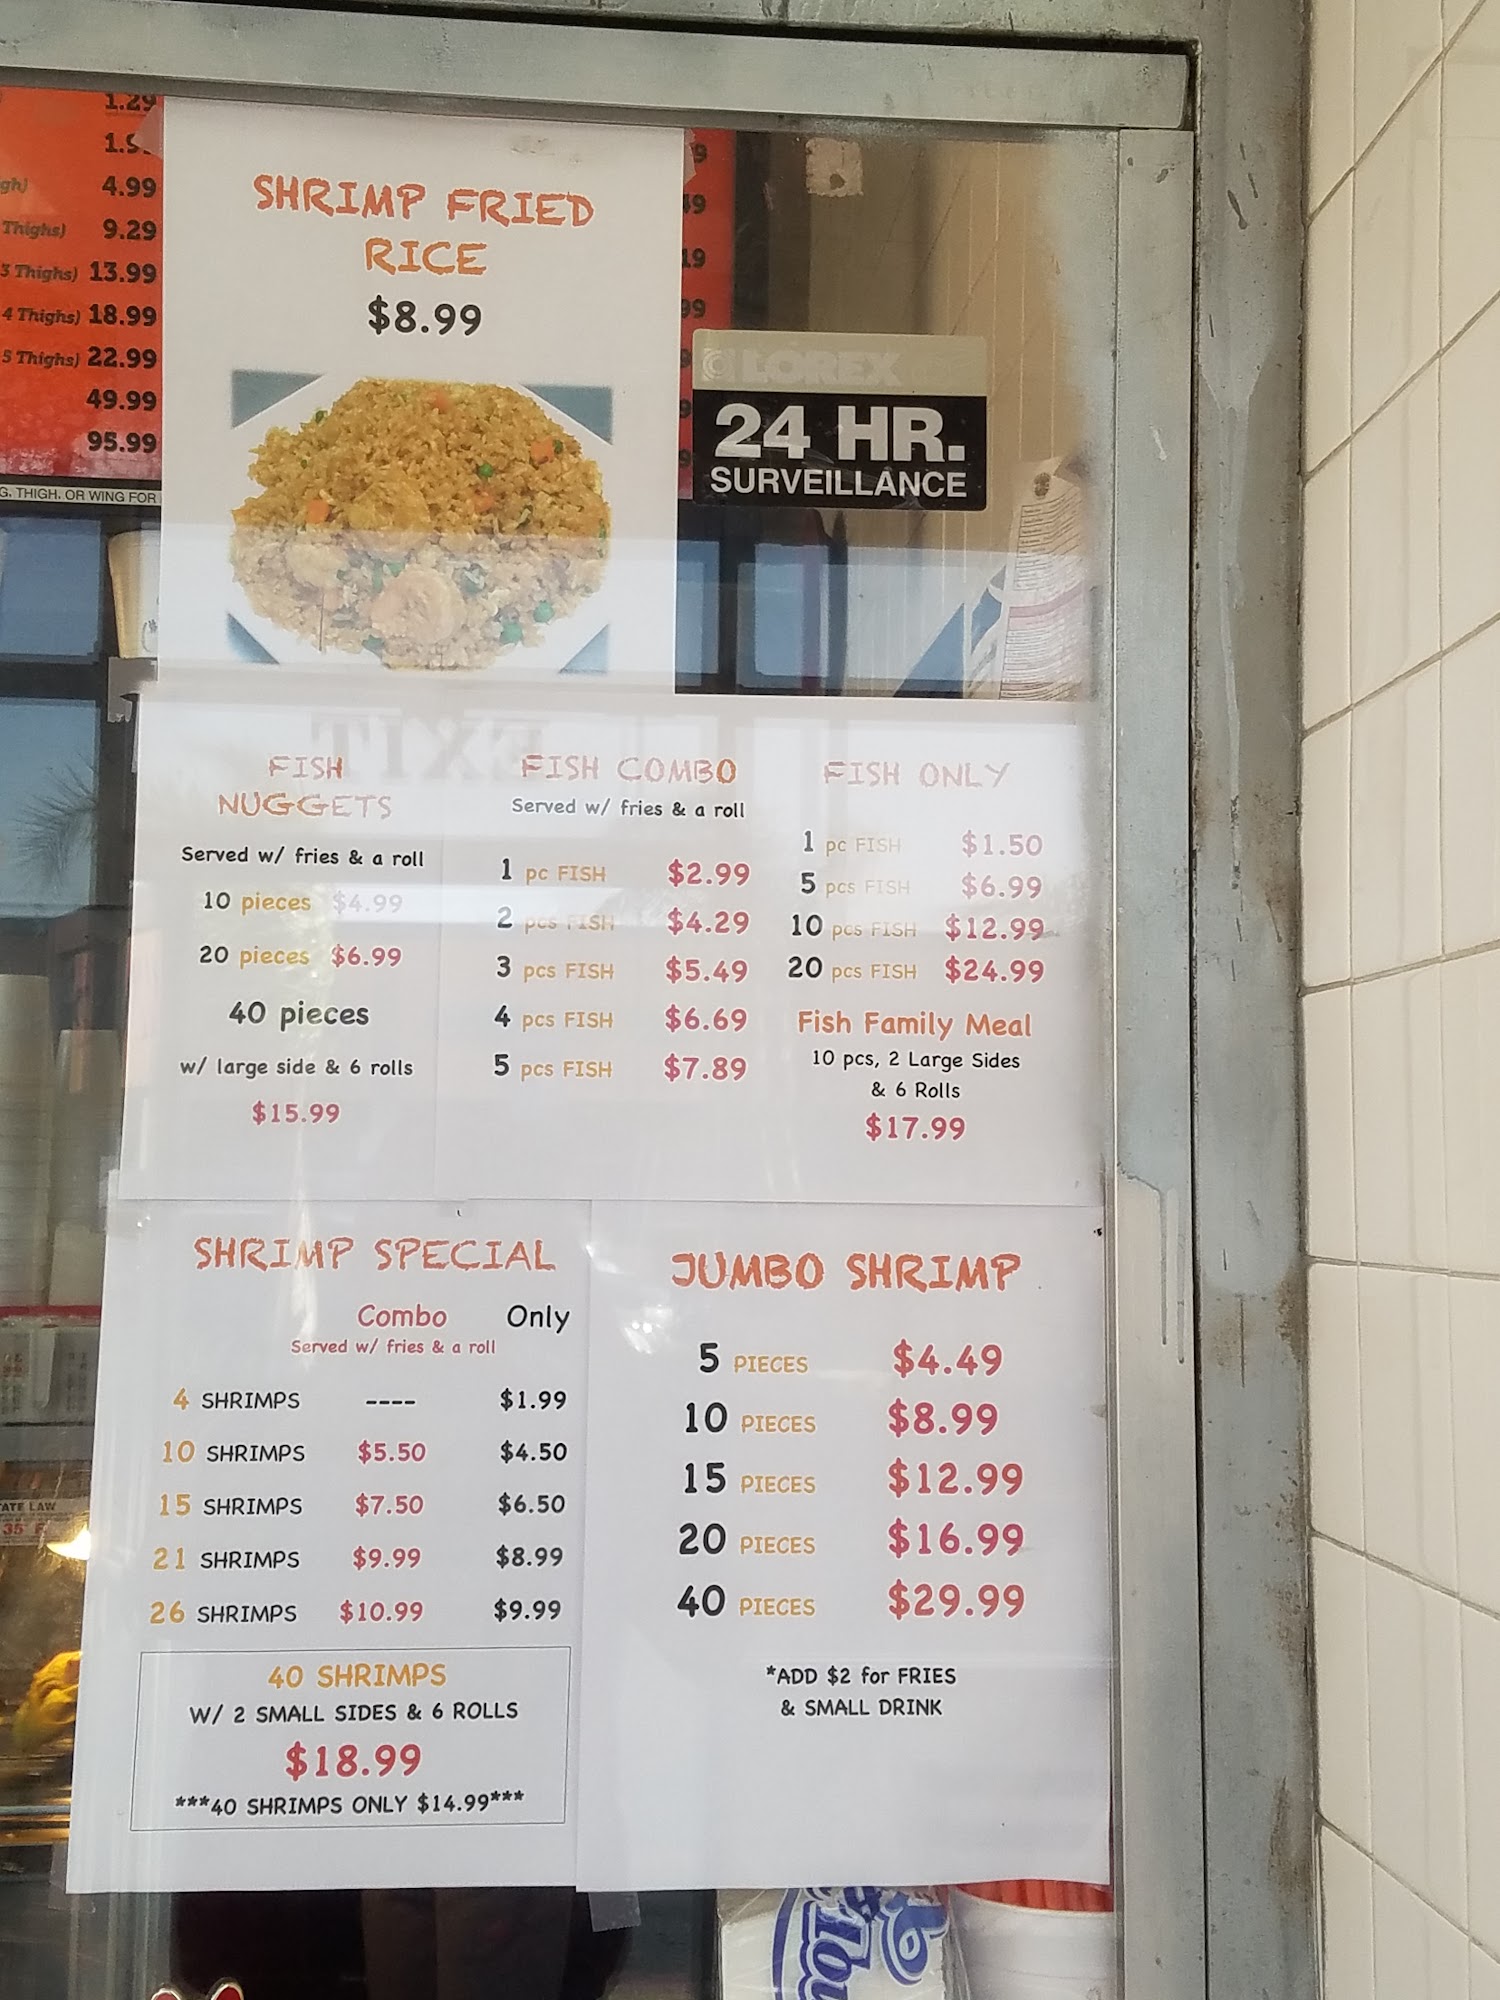 1.29
4.99
Thighs) 9.29
3 Thighs) 13.99
4 Thighs) 18.99
5 Thighs) 22.99
49.99
95.99
THIGH, OR WING FOR
SHRIMP FRIED
RICE
$8.99
LOREX
24 HR.
SURVEILLANCE
EXIT
FISH
NUGGETS
Served w/ fries & a roll
10 pieces $4.99
20 pieces $6.99
40 pieces
w/ large side & 6 rolls
$15.99
FISH COMBO
Served w/ fries & a roll
1 pc FISH $2.99
2 pcs FISH $4.29
3 pcs FISH $5.49
4 pcs FISH $6.69
5 pcs FISH $7.89
FISH ONLY
1 pc FISH $1.50
5 pcs FISH $6.99
10 pcs FISH $12.99
20 pcs FISH $24.99
Fish Family Meal
10 pcs, 2 Large Sides
& 6 Rolls
$17.99
SHRIMP SPECIAL
Combo Only
Served w/ fries & a roll
4 SHRIMPS ---- $1.99
10 SHRIMPS $5.50 $4.50
15 SHRIMPS $7.50 $6.50
21 SHRIMPS $9.99 $8.99
26 SHRIMPS $10.99 $9.99
40 SHRIMPS
W/ 2 SMALL SIDES & 6 ROLLS
$18.99
***40 SHRIMPS ONLY $14.99***
JUMBO SHRIMP
5 PIECES $4.49
10 PIECES $8.99
15 PIECES $12.99
20 PIECES $16.99
40 PIECES $29.99
*ADD $2 for FRIES
& SMALL DRINK
LAW
35